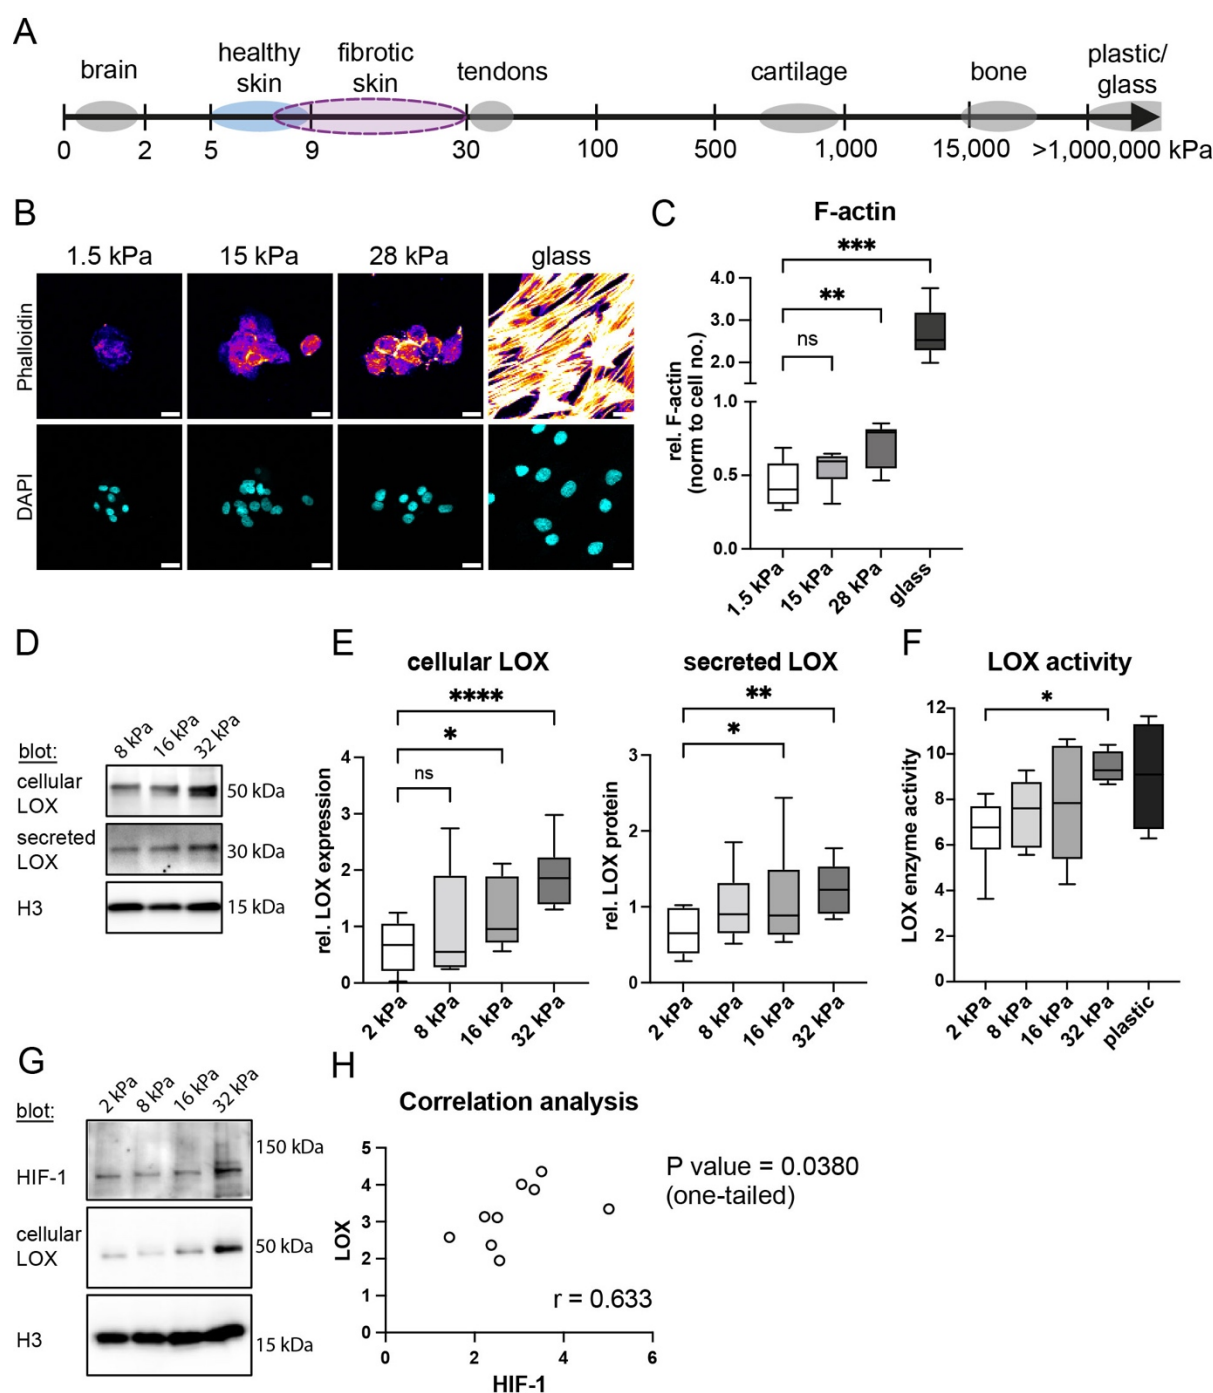 A
brain
healthy
skin
fibrotic
skin
tendons
cartilage
bone
plastic/
glass
0 2 5 9 30 100 500 1,000 15,000 >1,000,000 kPa
B
1.5 kPa 15 kPa 28 kPa glass
Phalloidin
DAPI
C
F-actin
***
**
ns
4.0
3.0
2.0
1.0
0.5
0.0
rel. F-actin
(norm to cell no.)
1.5 kPa 15 kPa 28 kPa glass
D
blot: 8 kPa 16 kPa 32 kPa
cellular
LOX
50 kDa
secreted
LOX
30 kDa
H3
15 kDa
E
cellular LOX
****
*
ns
4
3
2
1
0
rel. LOX expression
2 kPa 8 kPa 16 kPa 32 kPa
secreted LOX
**
*
3
2
1
0
rel. LOX protein
2 kPa 8 kPa 16 kPa 32 kPa
F
LOX activity
*
12
10
8
6
4
2
0
LOX enzyme activity
2 kPa 8 kPa 16 kPa 32 kPa plastic
G
blot: 2 kPa 8 kPa 16 kPa 32 kPa
150 kDa
HIF-1
cellular
LOX
50 kDa
H3
15 kDa
H
Correlation analysis
5
4
3
2
1
0
LOX
0 2 4 6
HIF-1
r = 0.633
P value = 0.0380
(one-tailed)